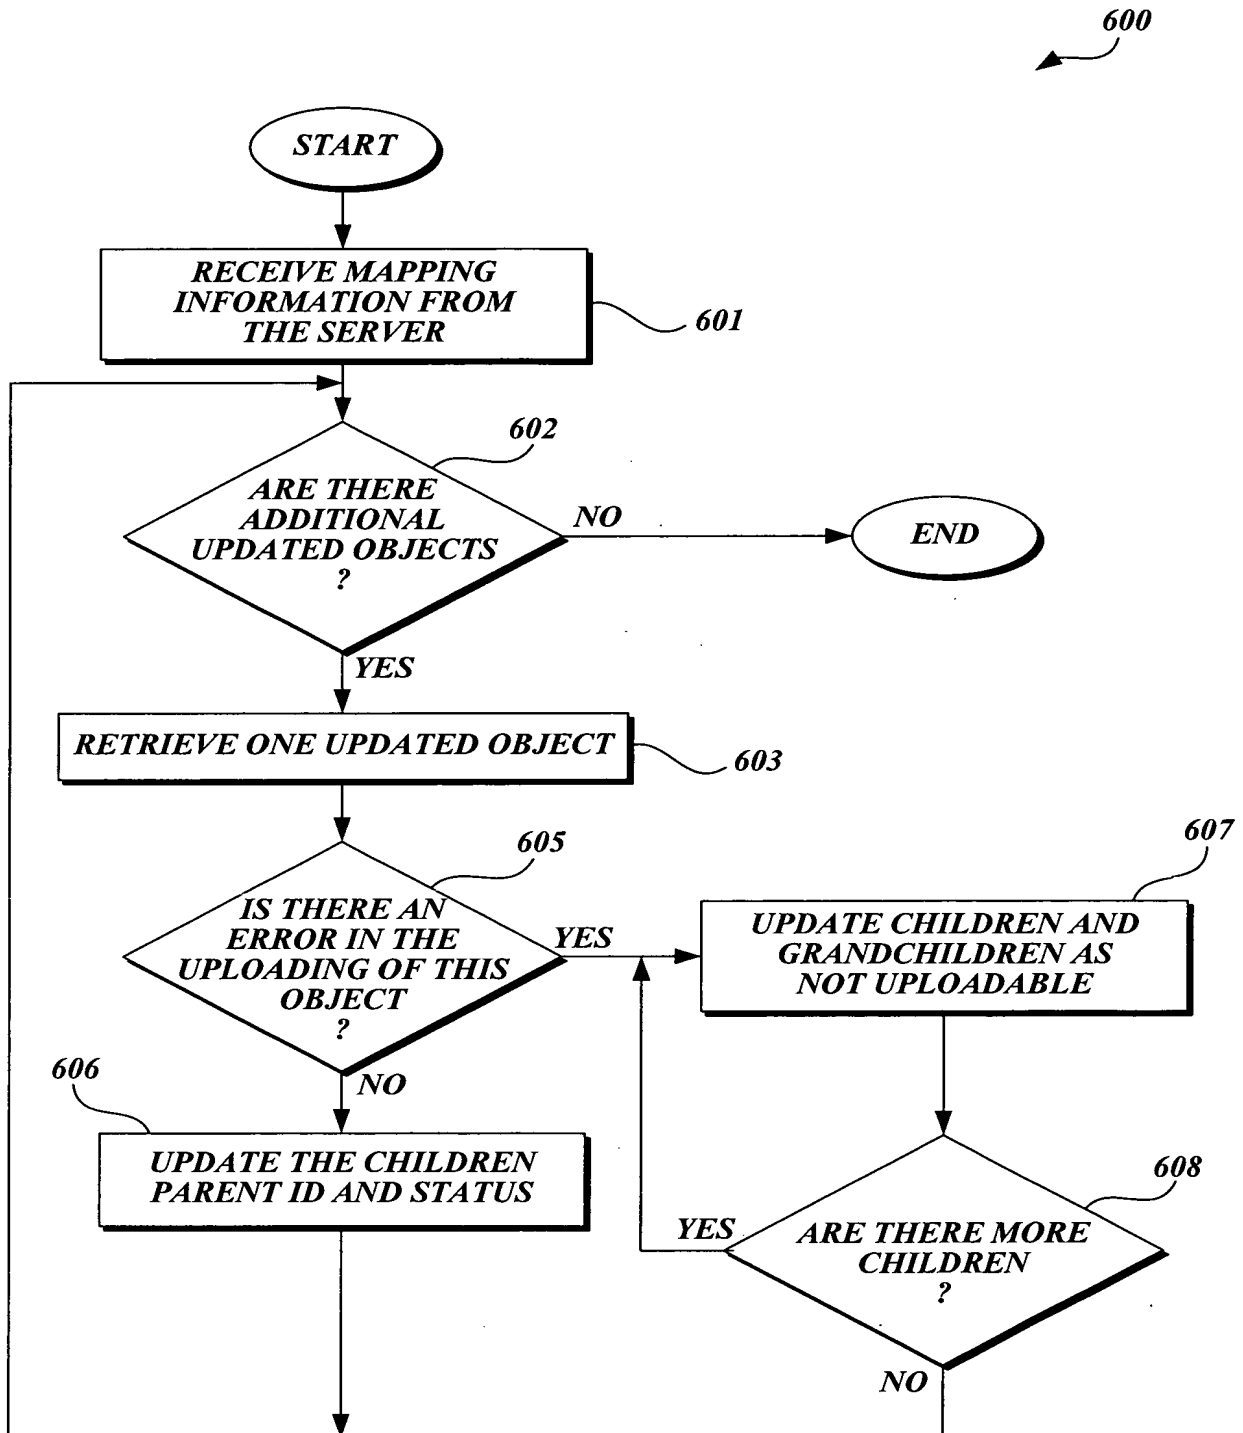 600
START
RECEIVE MAPPING
INFORMATION FROM
THE SERVER
601
602
ARE THERE
ADDITIONAL
UPDATED OBJECTS
?
NO
END
YES
RETRIEVE ONE UPDATED OBJECT
603
605
IS THERE AN
ERROR IN THE
UPLOADING OF THIS
OBJECT
?
YES
607
UPDATE CHILDREN AND
GRANDCHILDREN AS
NOT UPLOADABLE
NO
606
UPDATE THE CHILDREN
PARENT ID AND STATUS
608
YES
ARE THERE MORE
CHILDREN
?
NO